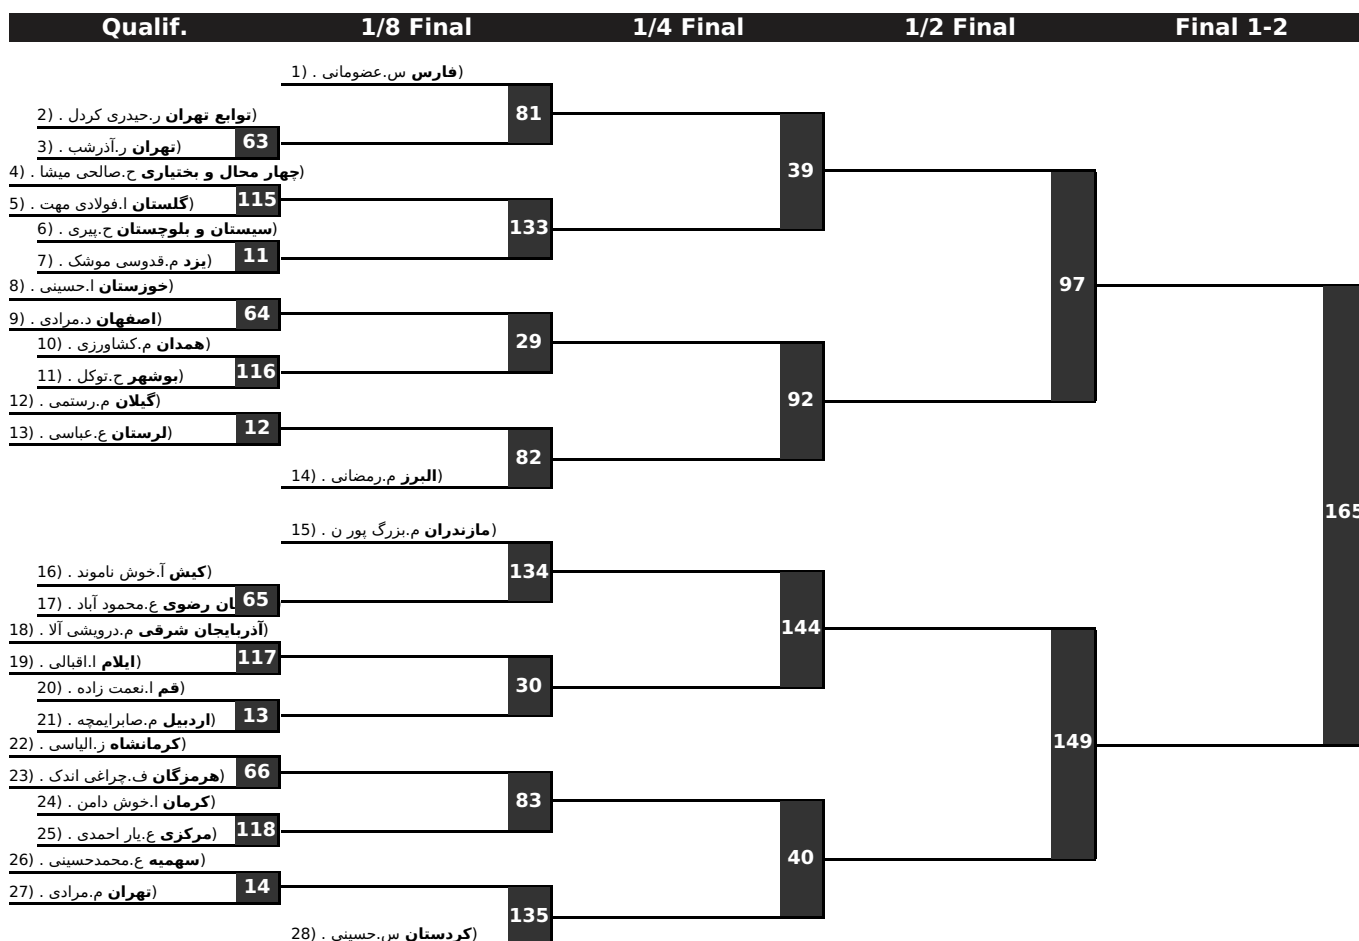 Qualif. 1/8 Final 1/4 Final 1/2 Final Final 1-2
1) . س.عضومانی فارس)
81
2) . ر.حیدری کردل توابع تهران)
63
3) . ر.آذرشب تهران)
39
4) . ح.صالحی میشا چهار محال و بختیاری)
115
5) . ا.فولادی مهت گلستان)
133
6) . ح.پیری سیستان و بلوچستان)
11
7) . م.قدوسی موشک یزد)
97
8) . ا.حسینی خوزستان)
64
9) . د.مرادی اصفهان)
29
10) . م.کشاورزی همدان)
116
11) . ح.توکل بوشهر)
92
12) . م.رستمی گیلان)
12
13) . ع.عباسی لرستان)
82
14) . م.رمضانی البرز)
165
15) . م.بزرگ پور ن مازندران)
134
16) . آ.خوش ناموند کیش)
65
17) . ع.محمود آباد ان رضوی
144
18) . م.درویشی آلا آذربایجان شرقی)
117
19) . ا.اقبالی ایلام)
30
20) . ا.نعمت زاده قم)
13
21) . م.صابرایمچه اردبیل)
149
22) . ز.الیاسی کرمانشاه)
66
23) . ف.چراغی اندک هرمزگان)
83
24) . ا.خوش دامن کرمان)
118
25) . ع.یار احمدی مرکزی)
40
26) . ع.محمدحسینی سهمیه)
14
27) . م.مرادی تهران)
135
28) . س.حسینی کردستان)